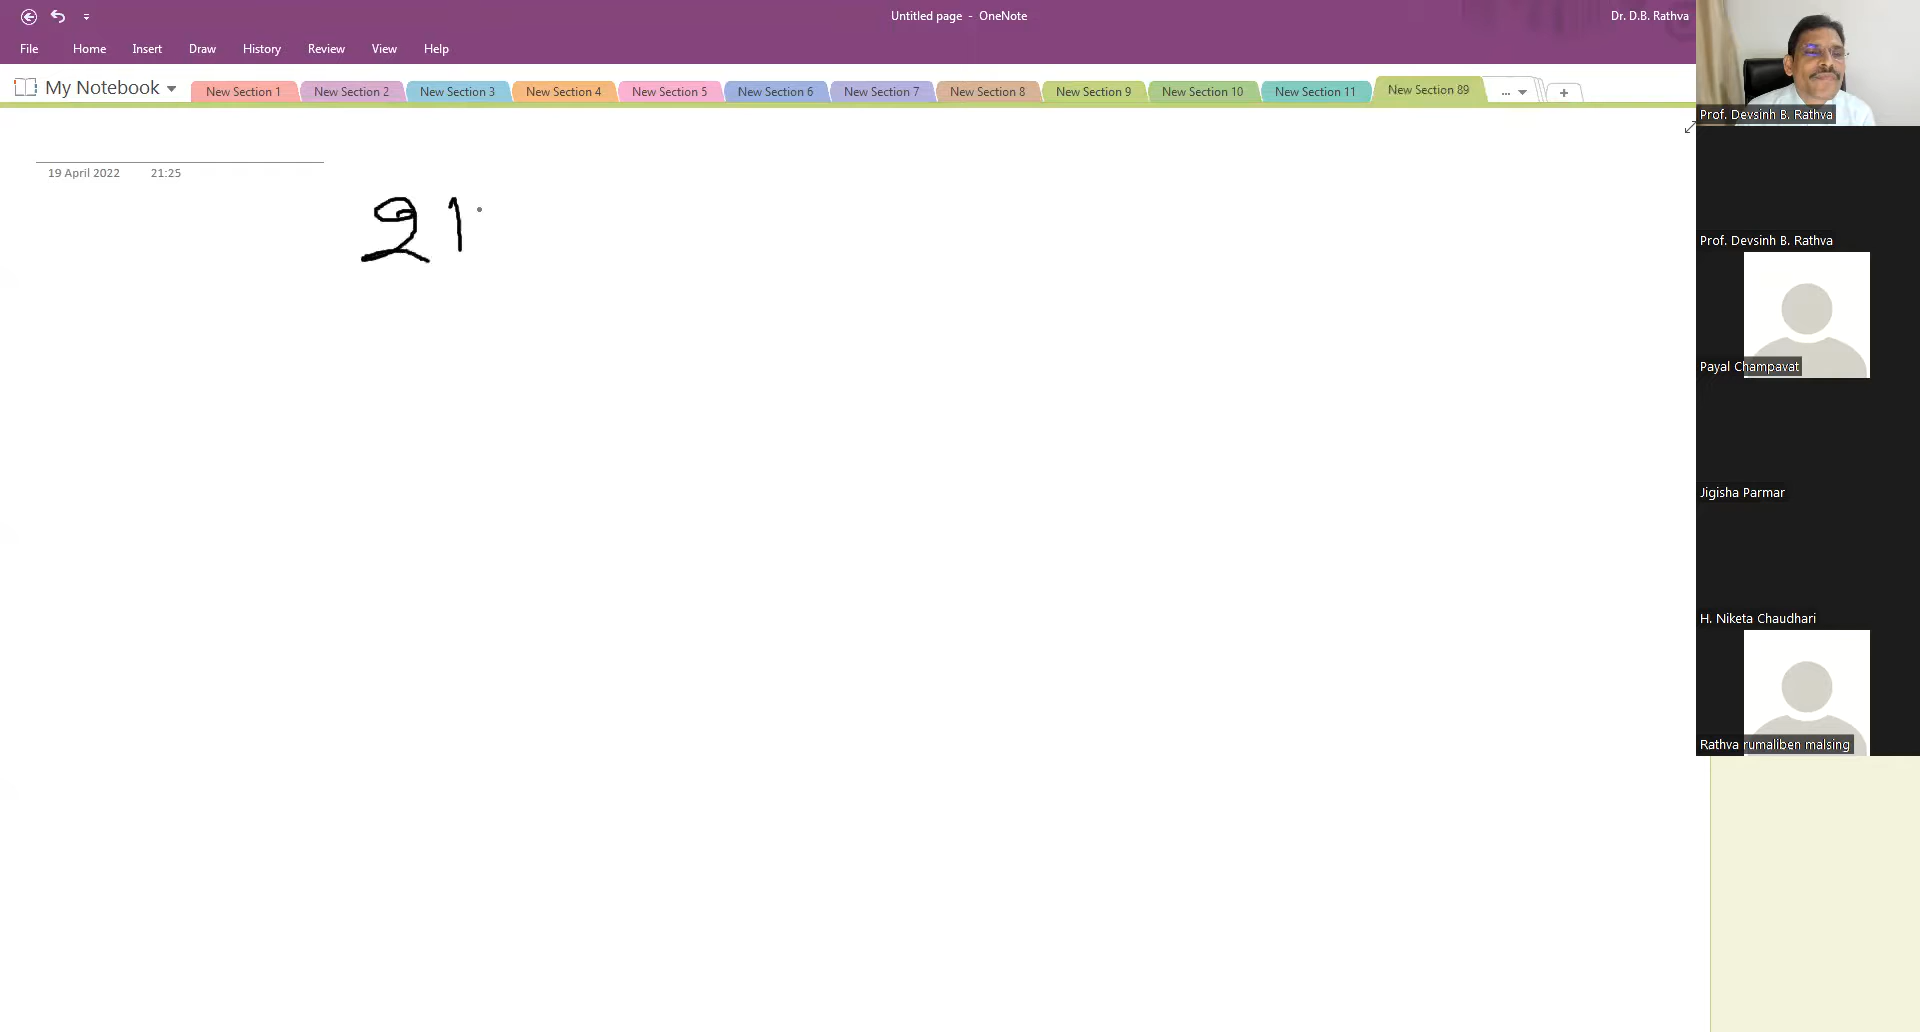 Untitled page - OneNote
Dr. D.B. Rathva
File Home Insert Draw History Review View Help
My Notebook
New Section 1 New Section 2 New Section 3 New Section 4 New Section 5 New Section 6 New Section 7 New Section 8 New Section 9 New Section 10 New Section 11 New Section 89 ... +
19 April 2022 21:25
21
Prof. Devsinh B. Rathva
Prof. Devsinh B. Rathva
Payal Champavat
Jigisha Parmar
H. Niketa Chaudhari
Rathva rumaliben malsing